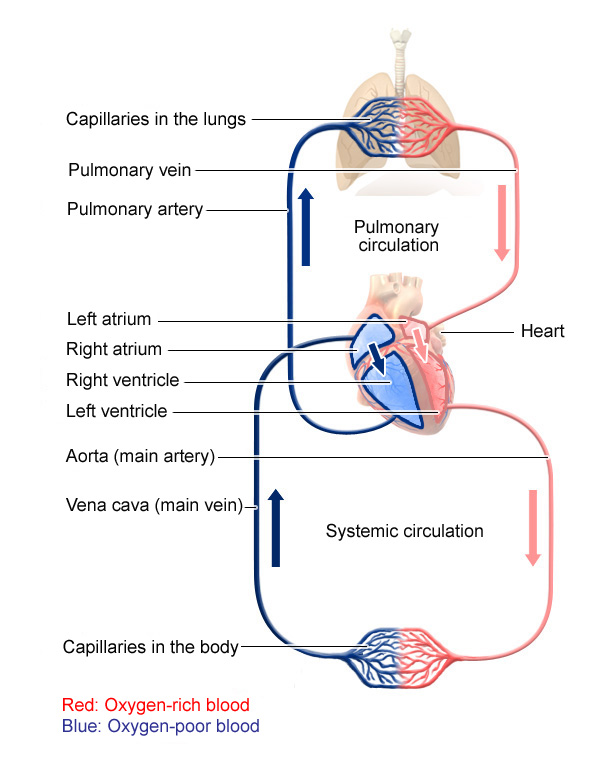 Capillaries in the lungs
Pulmonary vein
Pulmonary artery
Pulmonary
circulation
Left atrium
Heart
Right atrium
Right ventricle
Left ventricle
Aorta (main artery)
Vena cava (main vein)
Systemic circulation
Capillaries in the body
Red: Oxygen-rich blood
Blue: Oxygen-poor blood